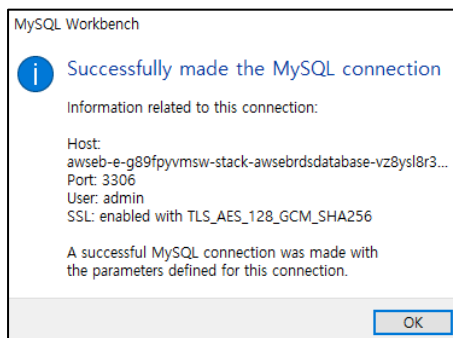 MySQL Workbench
Successfully made the MySQL connection
Information related to this connection:
Host:
awseb-e-g89fpyvmsw-stack-awsebrdsdatabase-vz8ysl8r3...
Port: 3306
User: admin
SSL: enabled with TLS_AES_128_GCM_SHA256
A successful MySQL connection was made with
the parameters defined for this connection.
OK